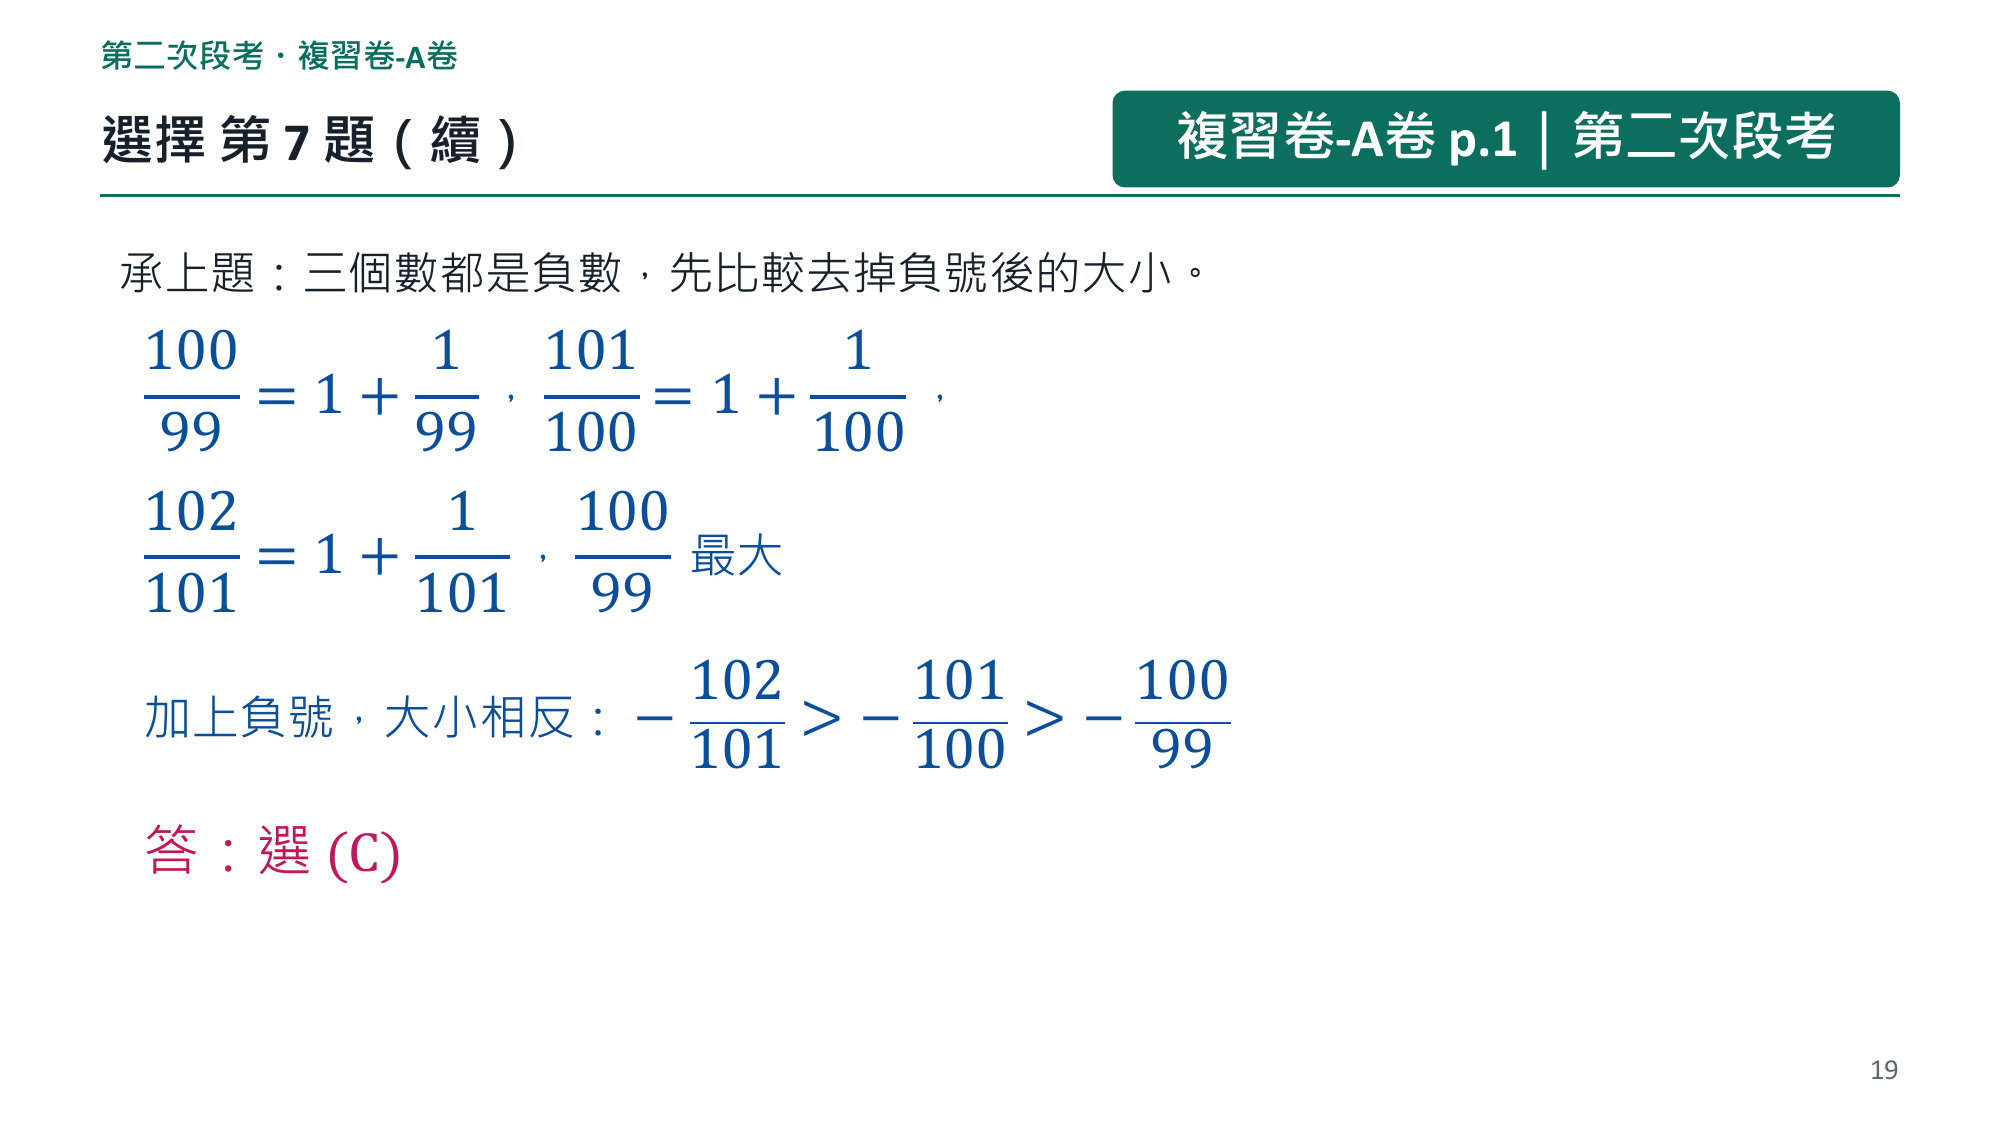 第二次段考・複習卷-A卷
選擇 第 7 題（續）
複習卷-A卷 p.1｜第二次段考
承上題：三個數都是負數，先比較去掉負號後的大小。
100/99 = 1 + 1/99 ， 101/100 = 1 + 1/100 ，
102/101 = 1 + 1/101 ， 100/99 最大
加上負號，大小相反：−102/101 > −101/100 > −100/99
答：選 (C)
19